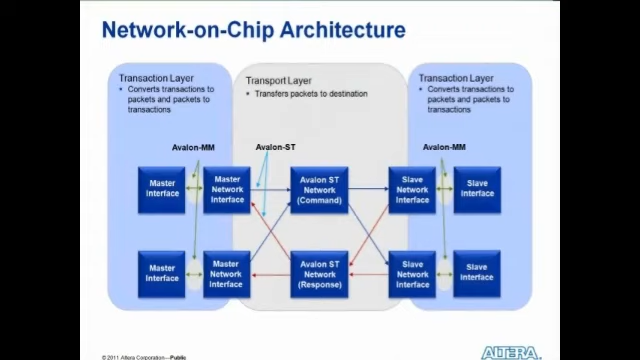 Network-on-Chip Architecture
Transaction Layer
• Converts transactions to
packets and packets to
transactions
Transport Layer
• Transfers packets to destination
Transaction Layer
• Converts transactions to
packets and packets to
transactions
Avalon-MM
Avalon-ST
Avalon-MM
Master
Interface
Master
Network
Interface
Avalon ST
Network
(Command)
Slave
Network
Interface
Slave
Interface
Master
Interface
Master
Network
Interface
Avalon ST
Network
(Response)
Slave
Network
Interface
Slave
Interface
© 2011 Altera Corporation—Public
ALTERA